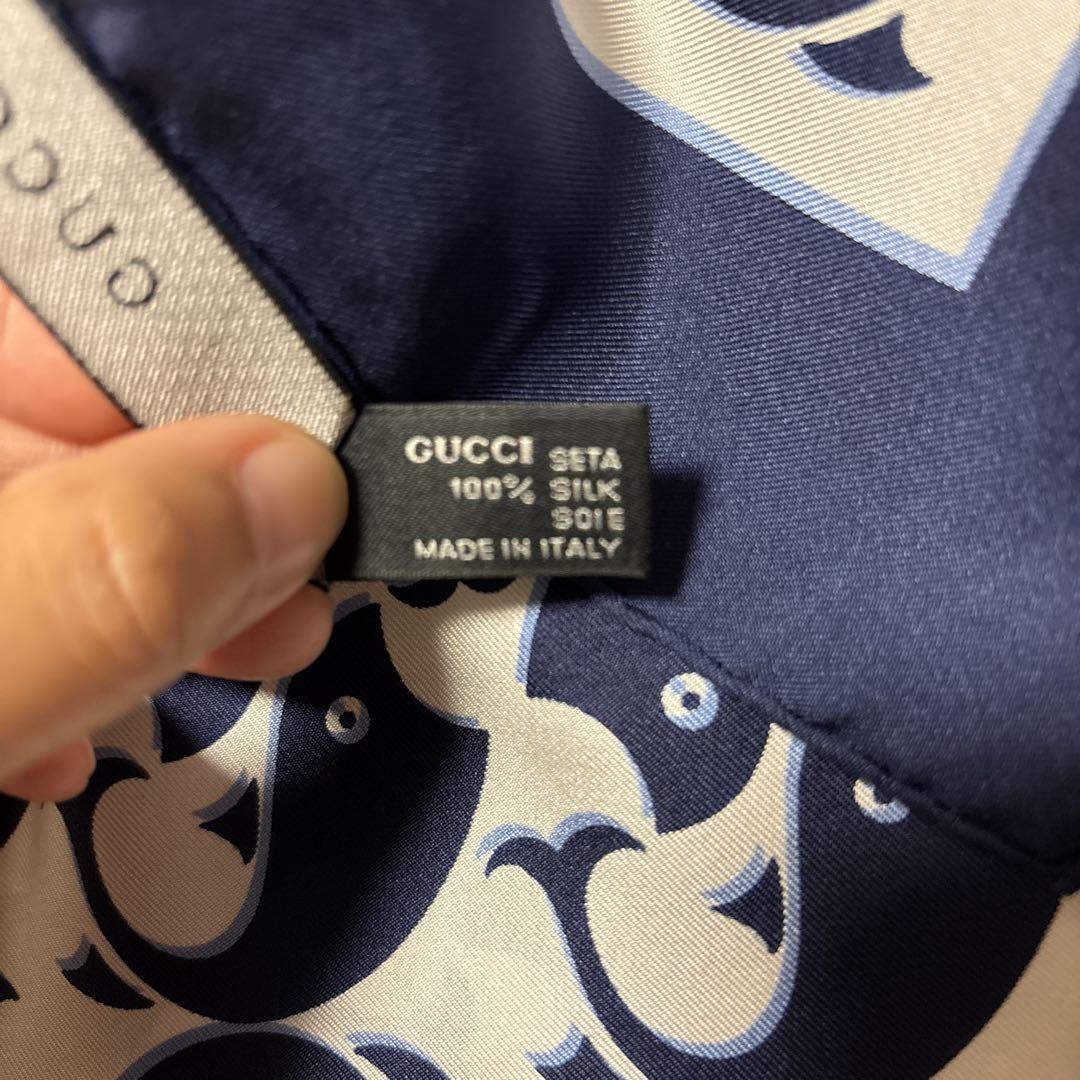 GUCCI SETA
100% SILK
SOIE
MADE IN ITALY